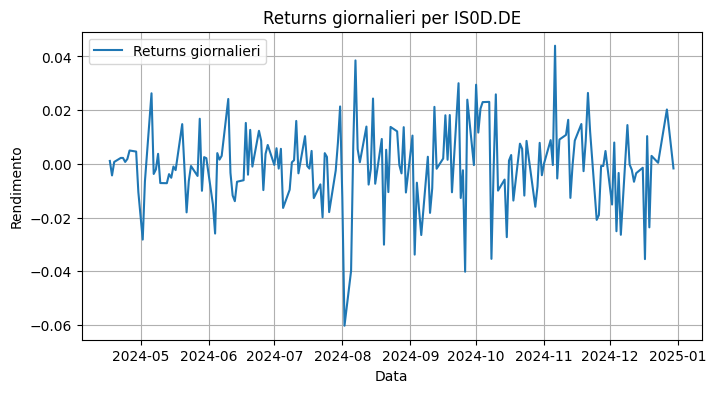 Returns giornalieri per IS0D.DE
Returns giornalieri
0.04
0.02
0.00
−0.02
−0.04
−0.06
Rendimento
2024-05 2024-06 2024-07 2024-08 2024-09 2024-10 2024-11 2024-12 2025-01
Data